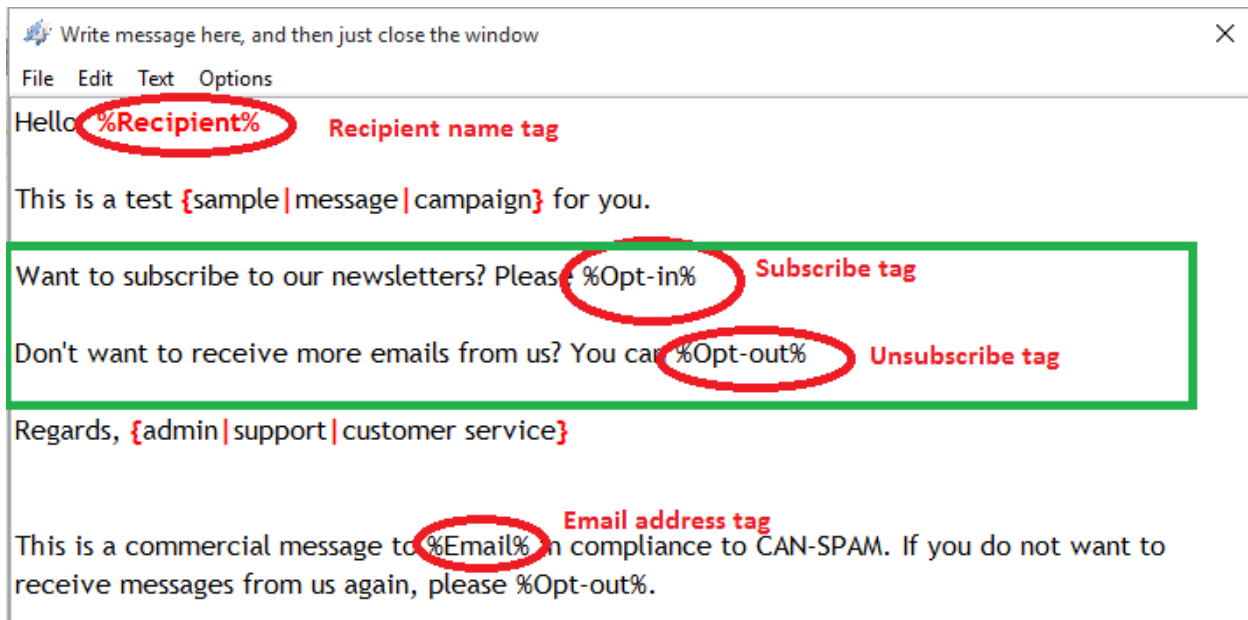 Write message here, and then just close the window
File Edit Text Options
Hello %Recipient% Recipient name tag
This is a test {sample|message|campaign} for you.
Want to subscribe to our newsletters? Please %Opt-in% Subscribe tag
Don't want to receive more emails from us? You can %Opt-out% Unsubscribe tag
Regards, {admin|support|customer service}
Email address tag
This is a commercial message to %Email% in compliance to CAN-SPAM. If you do not want to
receive messages from us again, please %Opt-out%.